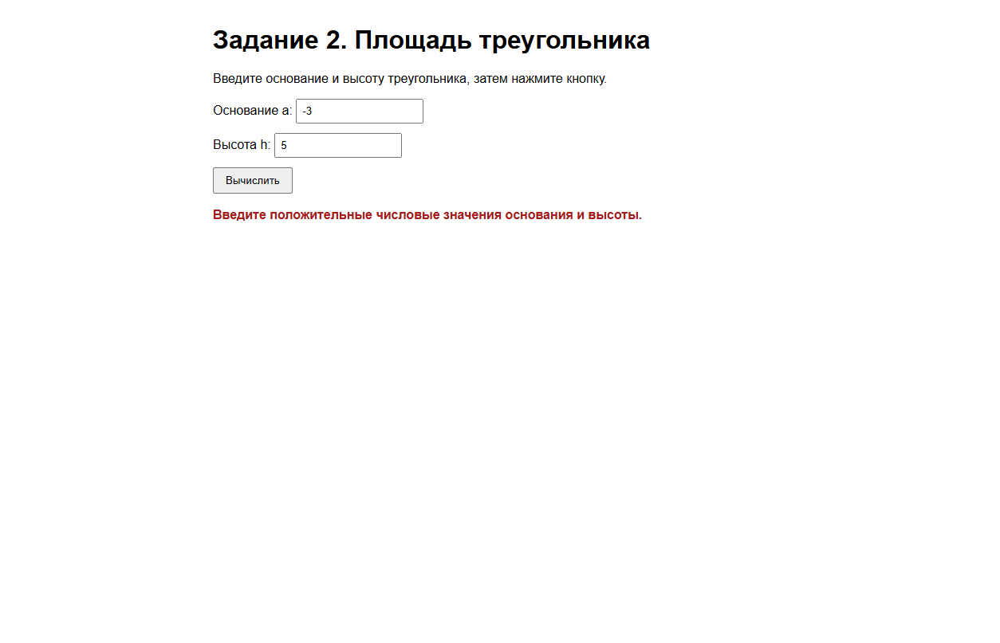 Задание 2. Площадь треугольника
Введите основание и высоту треугольника, затем нажмите кнопку.
Основание a: -3
Высота h: 5
Вычислить
Введите положительные числовые значения основания и высоты.